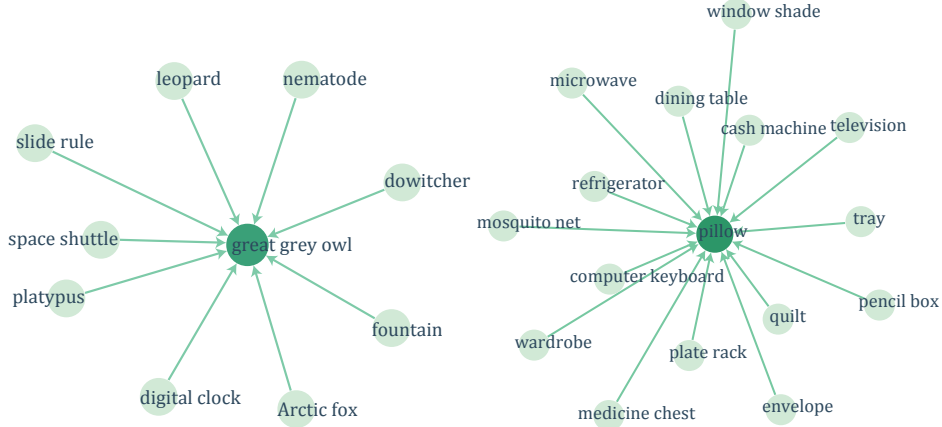 leopard
nematode
slide rule
dowitcher
space shuttle
great grey owl
platypus
fountain
digital clock
Arctic fox
window shade
microwave
dining table
cash machine
television
refrigerator
mosquito net
tray
pillow
computer keyboard
pencil box
quilt
wardrobe
plate rack
medicine chest
envelope